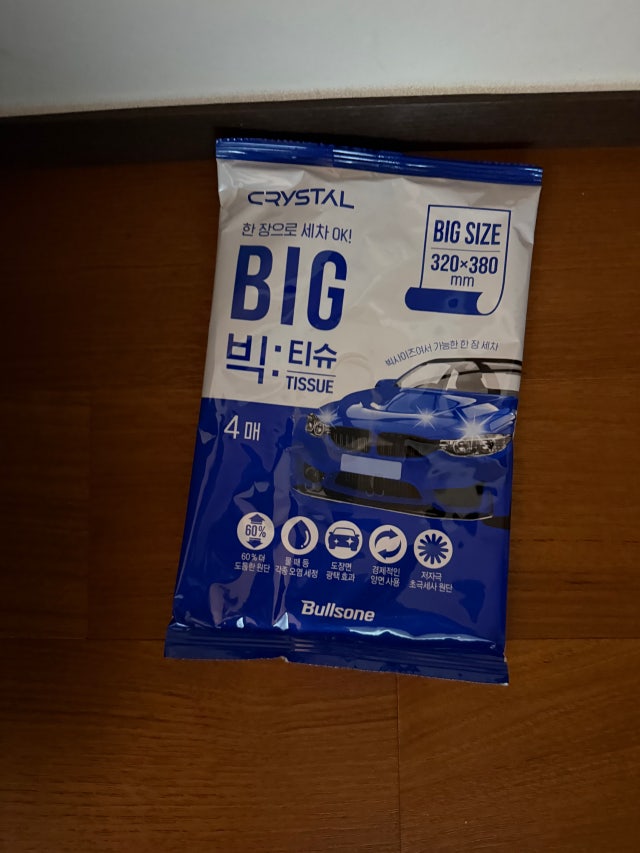 CRYSTAL
한 장으로 세차 OK!
BIG
빅:티슈
TISSUE
BIG SIZE
320×380
mm
빅사이즈여서 가능한 한 장 세차
4매
60%
60% 더
도톰한 원단
물 때 등
각종 오염 세정
도장면
광택 효과
경제적인
양면 사용
저자극
초극세사 원단
Bullsone